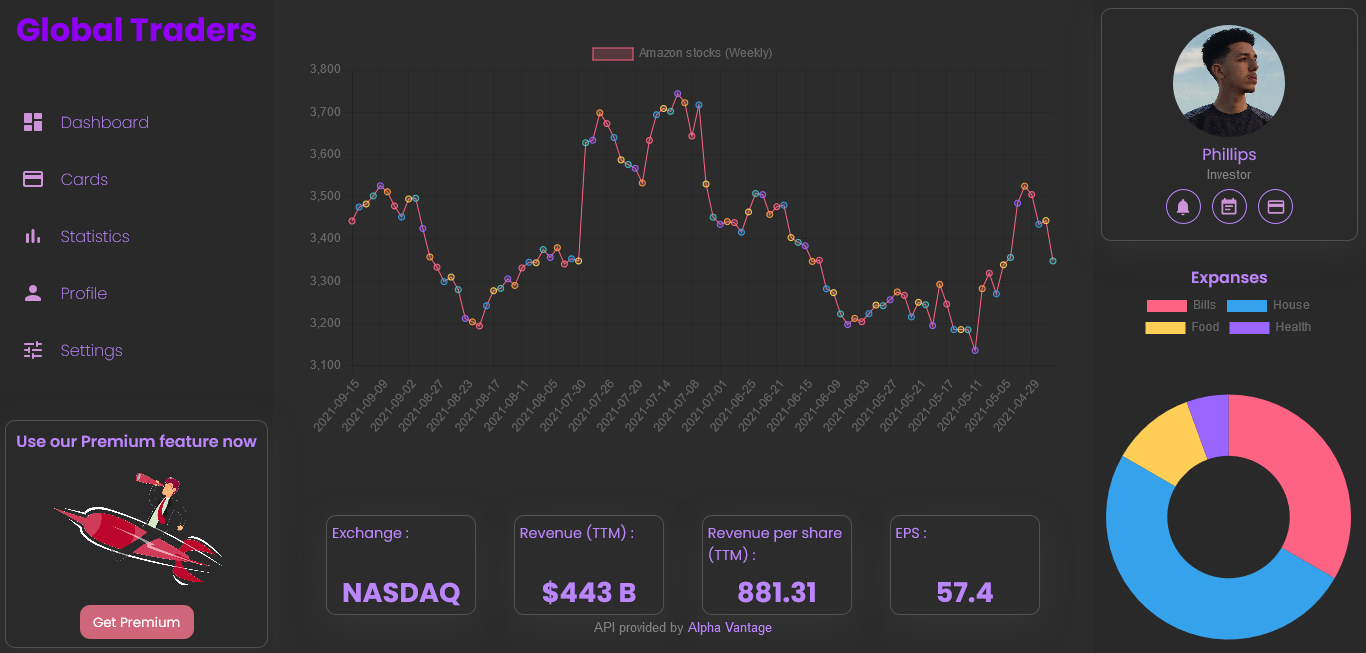 Global Traders
Dashboard
Cards
Statistics
Profile
Settings
Use our Premium feature now
Get Premium
Amazon stocks (Weekly)
3,800
3,700
3,600
3,500
3,400
3,300
3,200
3,100
2021-09-15
2021-09-09
2021-09-02
2021-08-27
2021-08-23
2021-08-17
2021-08-11
2021-08-05
2021-07-30
2021-07-26
2021-07-20
2021-07-14
2021-07-08
2021-07-01
2021-06-25
2021-06-21
2021-06-15
2021-06-09
2021-06-03
2021-05-27
2021-05-21
2021-05-17
2021-05-11
2021-05-05
2021-04-29
Exchange :
NASDAQ
Revenue (TTM) :
$443 B
Revenue per share
(TTM) :
881.31
EPS :
57.4
API provided by Alpha Vantage
Phillips
Investor
Expanses
Bills House
Food Health